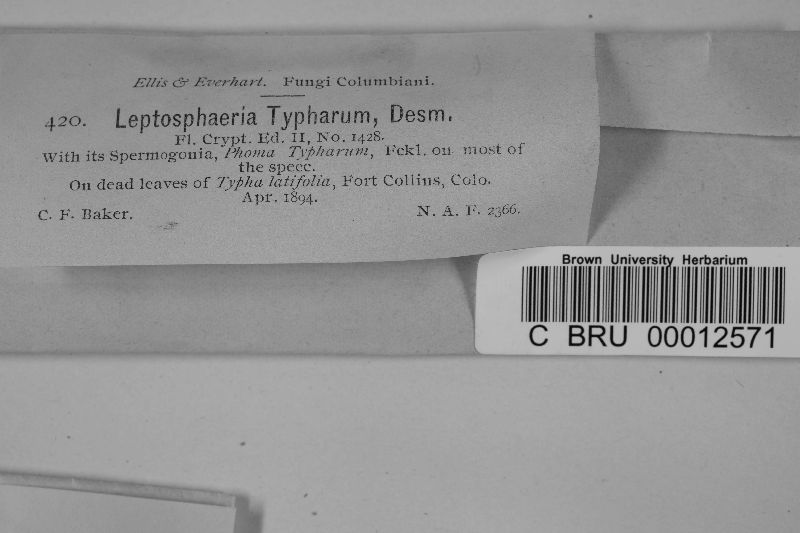 Ellis & Everhart. Fungi Columbiani.
420. Leptosphaeria Typharum, Desm.
Fl. Crypt. Ed. II, No. 1428.
With its Spermogonia, Phoma Typharum, Fckl. on most of
the specc.
On dead leaves of Typha latifolia, Fort Collins, Colo.
Apr. 1894.
C. F. Baker. N. A. F. 2366.
Brown University Herbarium
C BRU 00012571